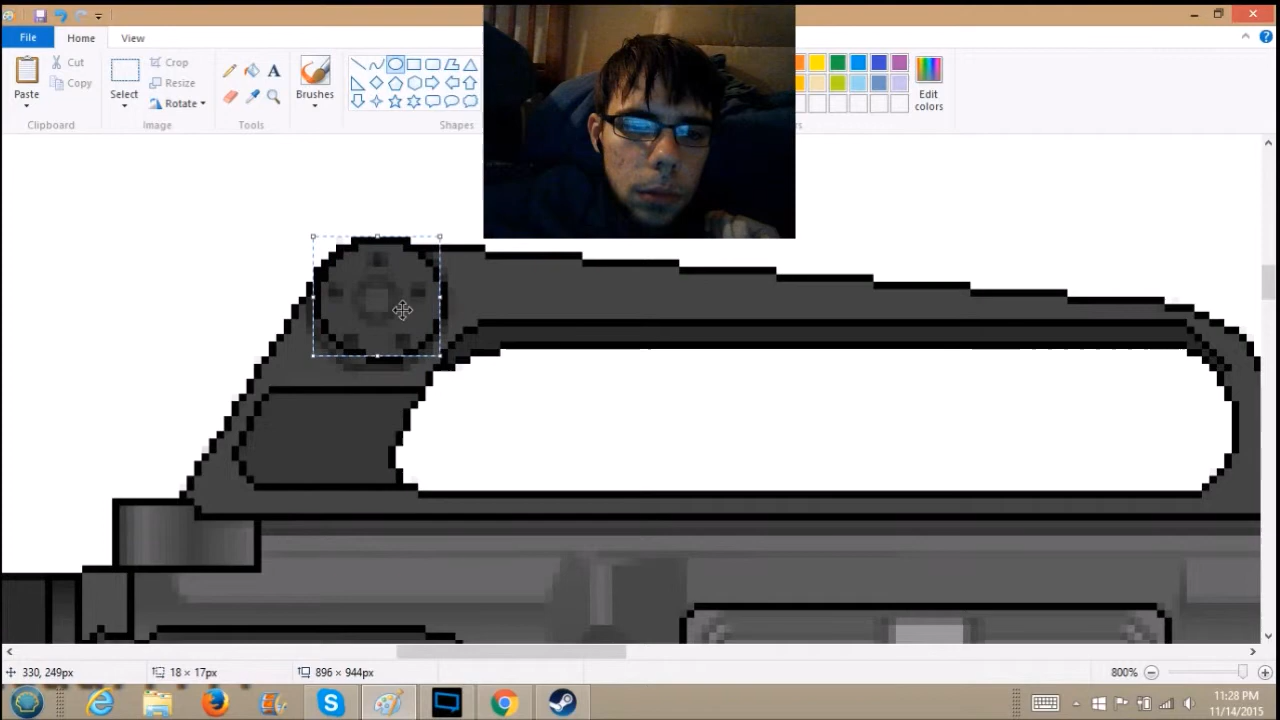 File
Home
View
Paste
Cut
Copy
Clipboard
Select
Crop
Resize
Rotate
Image
A
Tools
Brushes
Shapes
Edit
colors
330, 249px
18 × 17px
896 × 944px
800%
11:28 PM
11/14/2015